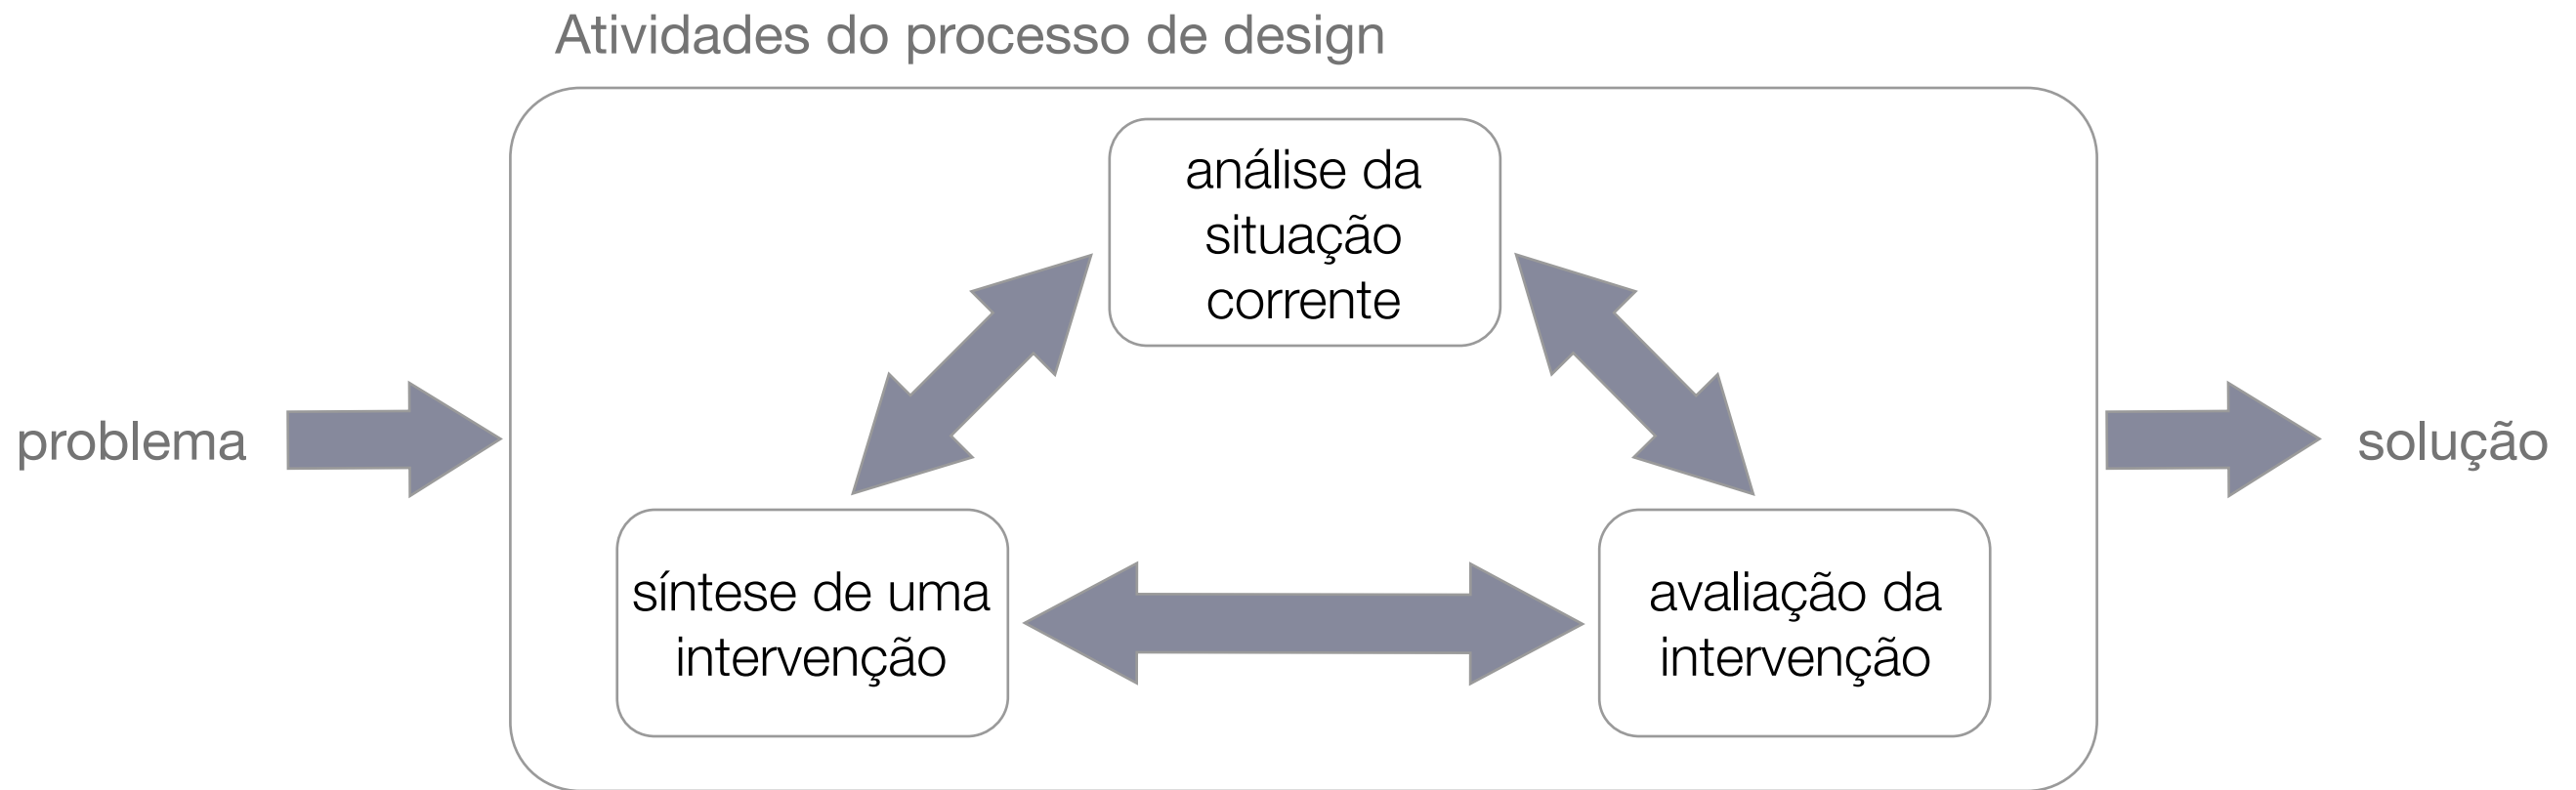 Atividades do processo de design
análise da
situação
corrente
problema
solução
síntese de uma
intervenção
avaliação da
intervenção